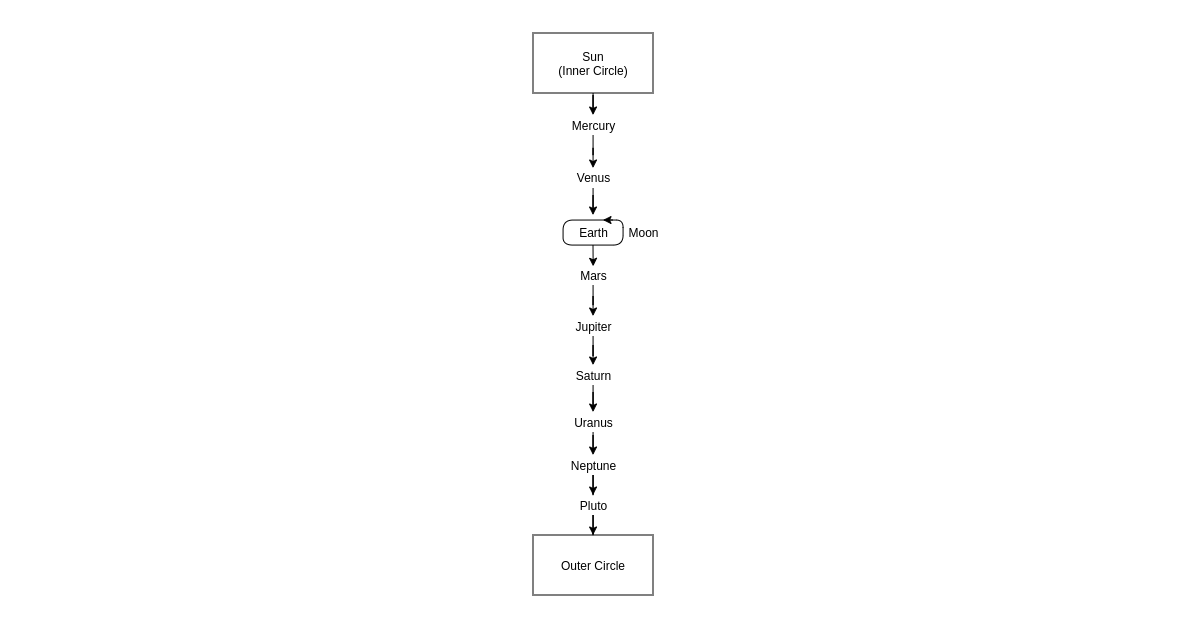 Sun
(Inner Circle)
Mercury
Venus
Earth
Moon
Mars
Jupiter
Saturn
Uranus
Neptune
Pluto
Outer Circle